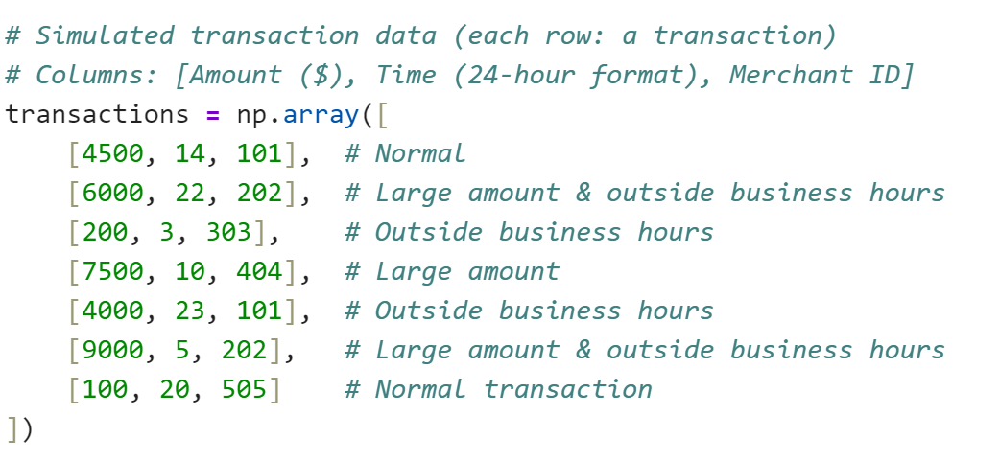 # Simulated transaction data (each row: a transaction)
# Columns: [Amount ($), Time (24-hour format), Merchant ID]
transactions = np.array([
    [4500, 14, 101],  # Normal
    [6000, 22, 202],  # Large amount & outside business hours
    [200, 3, 303],    # Outside business hours
    [7500, 10, 404],  # Large amount
    [4000, 23, 101],  # Outside business hours
    [9000, 5, 202],   # Large amount & outside business hours
    [100, 20, 505]    # Normal transaction
])